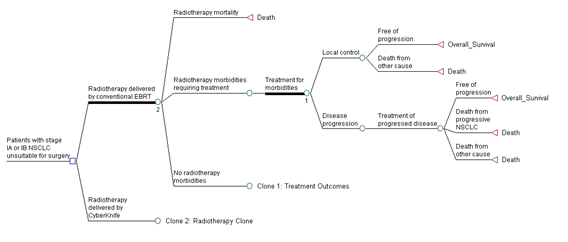 Radiotherapy mortality
Death
Free of
progression
Overall_Survival
Local control
Death from
other cause
Death
Radiotherapy delivered
by conventional EBRT
2
Radiotherapy morbidities
requiring treatment
Treatment for
morbidities
1
Free of
progression
Overall_Survival
Disease
progression
Treatment of
progressed disease
Death from
progressive
NSCLC
Death
Death from
other cause
Death
Patients with stage
IA or IB NSCLC
unsuitable for surgery
No radiotherapy
morbidities
Clone 1: Treatment Outcomes
Radiotherapy
delivered by
CyberKnife
Clone 2: Radiotherapy Clone